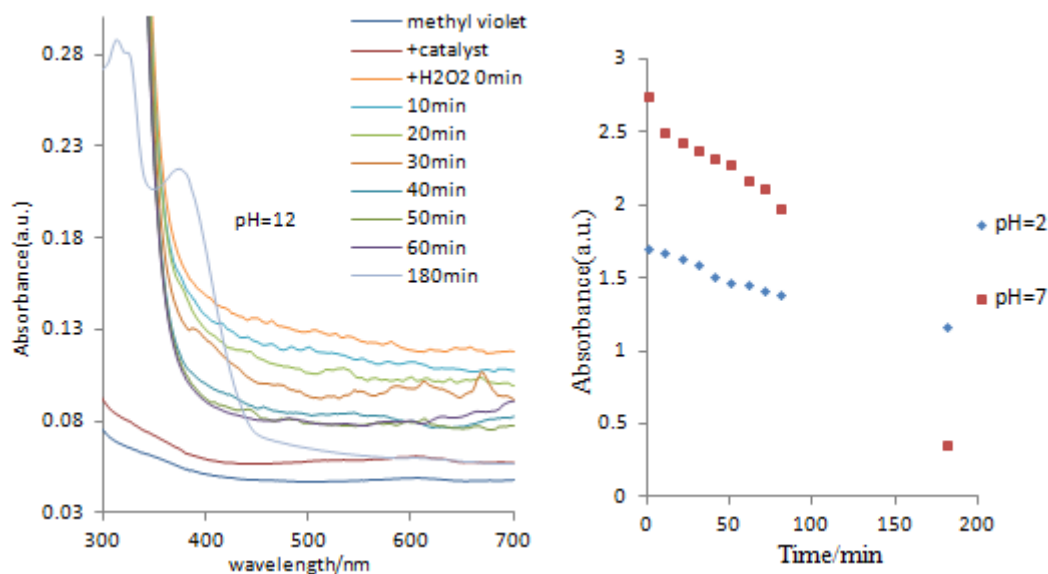 0.28
0.23
0.18
0.13
0.08
0.03
Absorbance(a.u.)
300
400
500
600
700
wavelength/nm
pH=12
methyl violet
+catalyst
+H2O2 0min
10min
20min
30min
40min
50min
60min
180min
3
2.5
2
1.5
1
0.5
0
Absorbance(a.u.)
0
50
100
150
200
Time/min
pH=2
pH=7